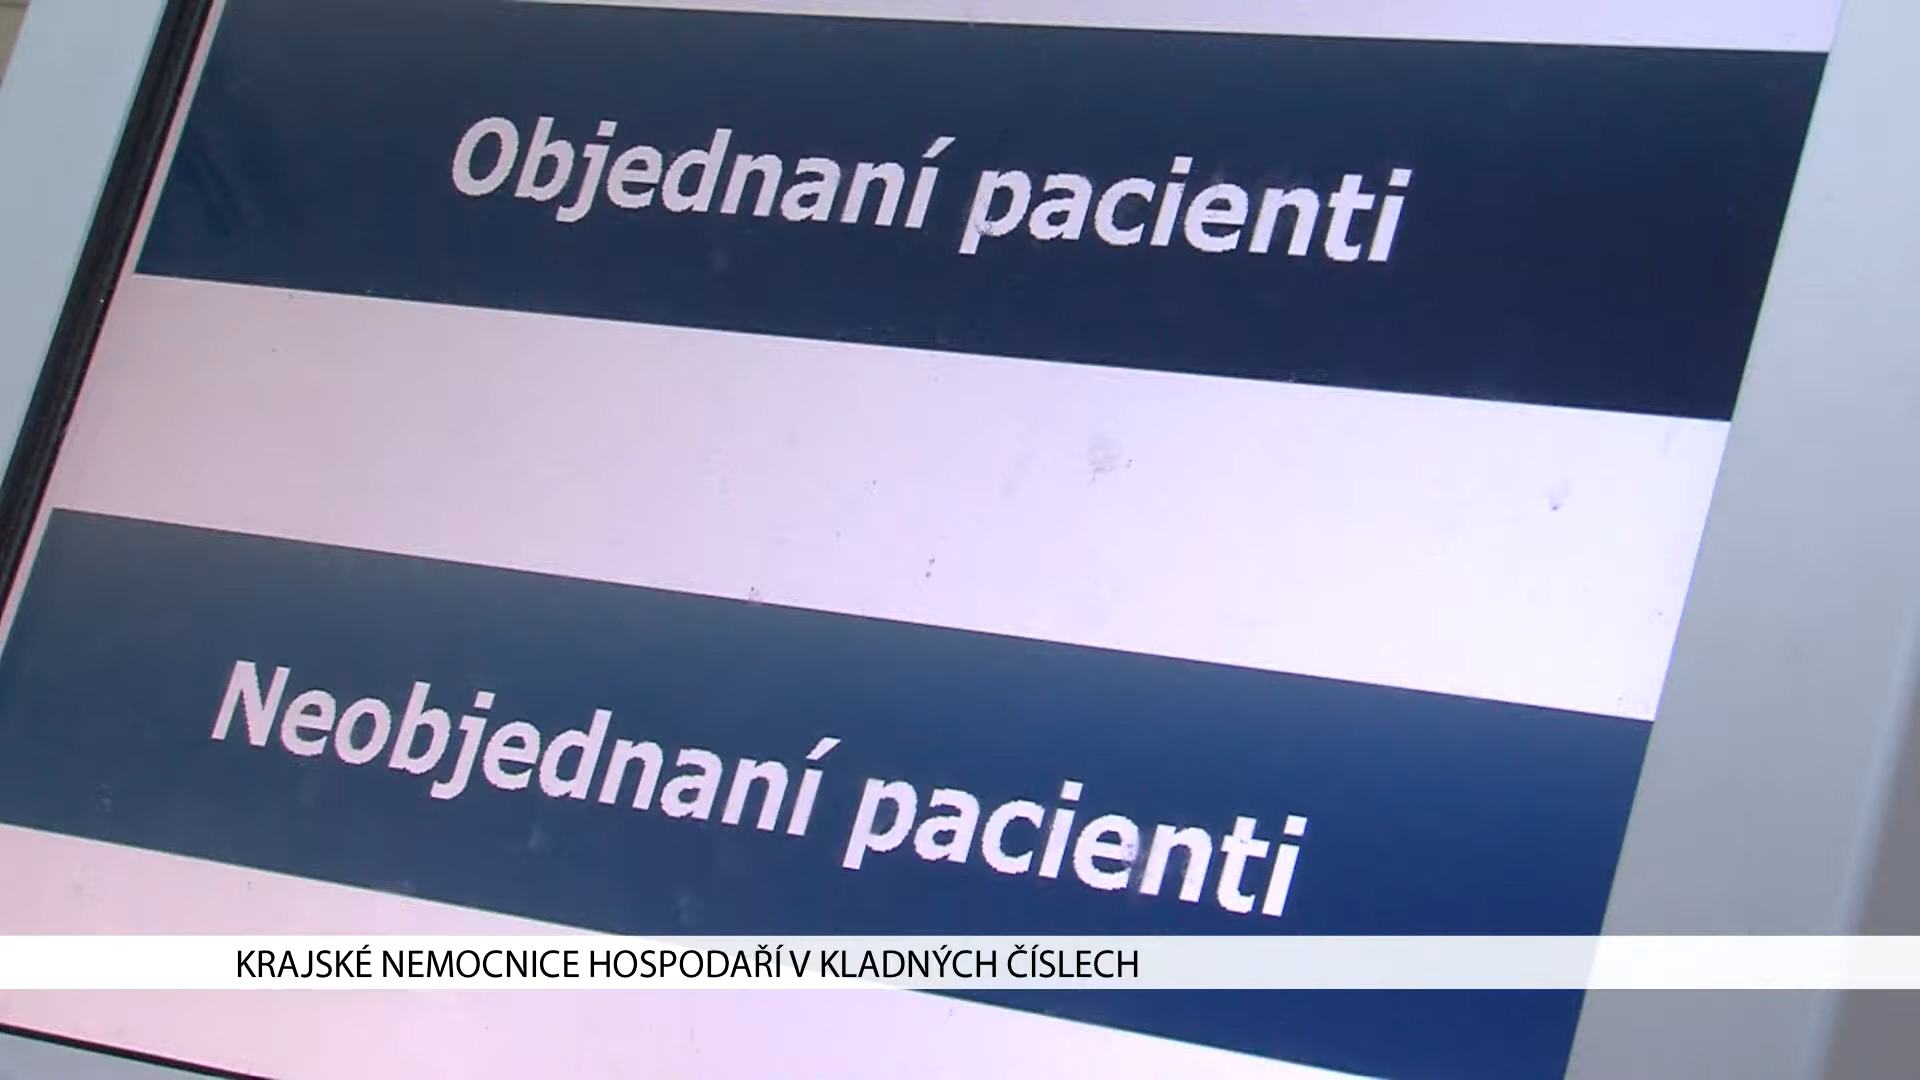 Objednaní pacienti
Neobjednaní pacienti
KRAJSKÉ NEMOCNICE HOSPODAŘÍ V KLADNÝCH ČÍSLECH